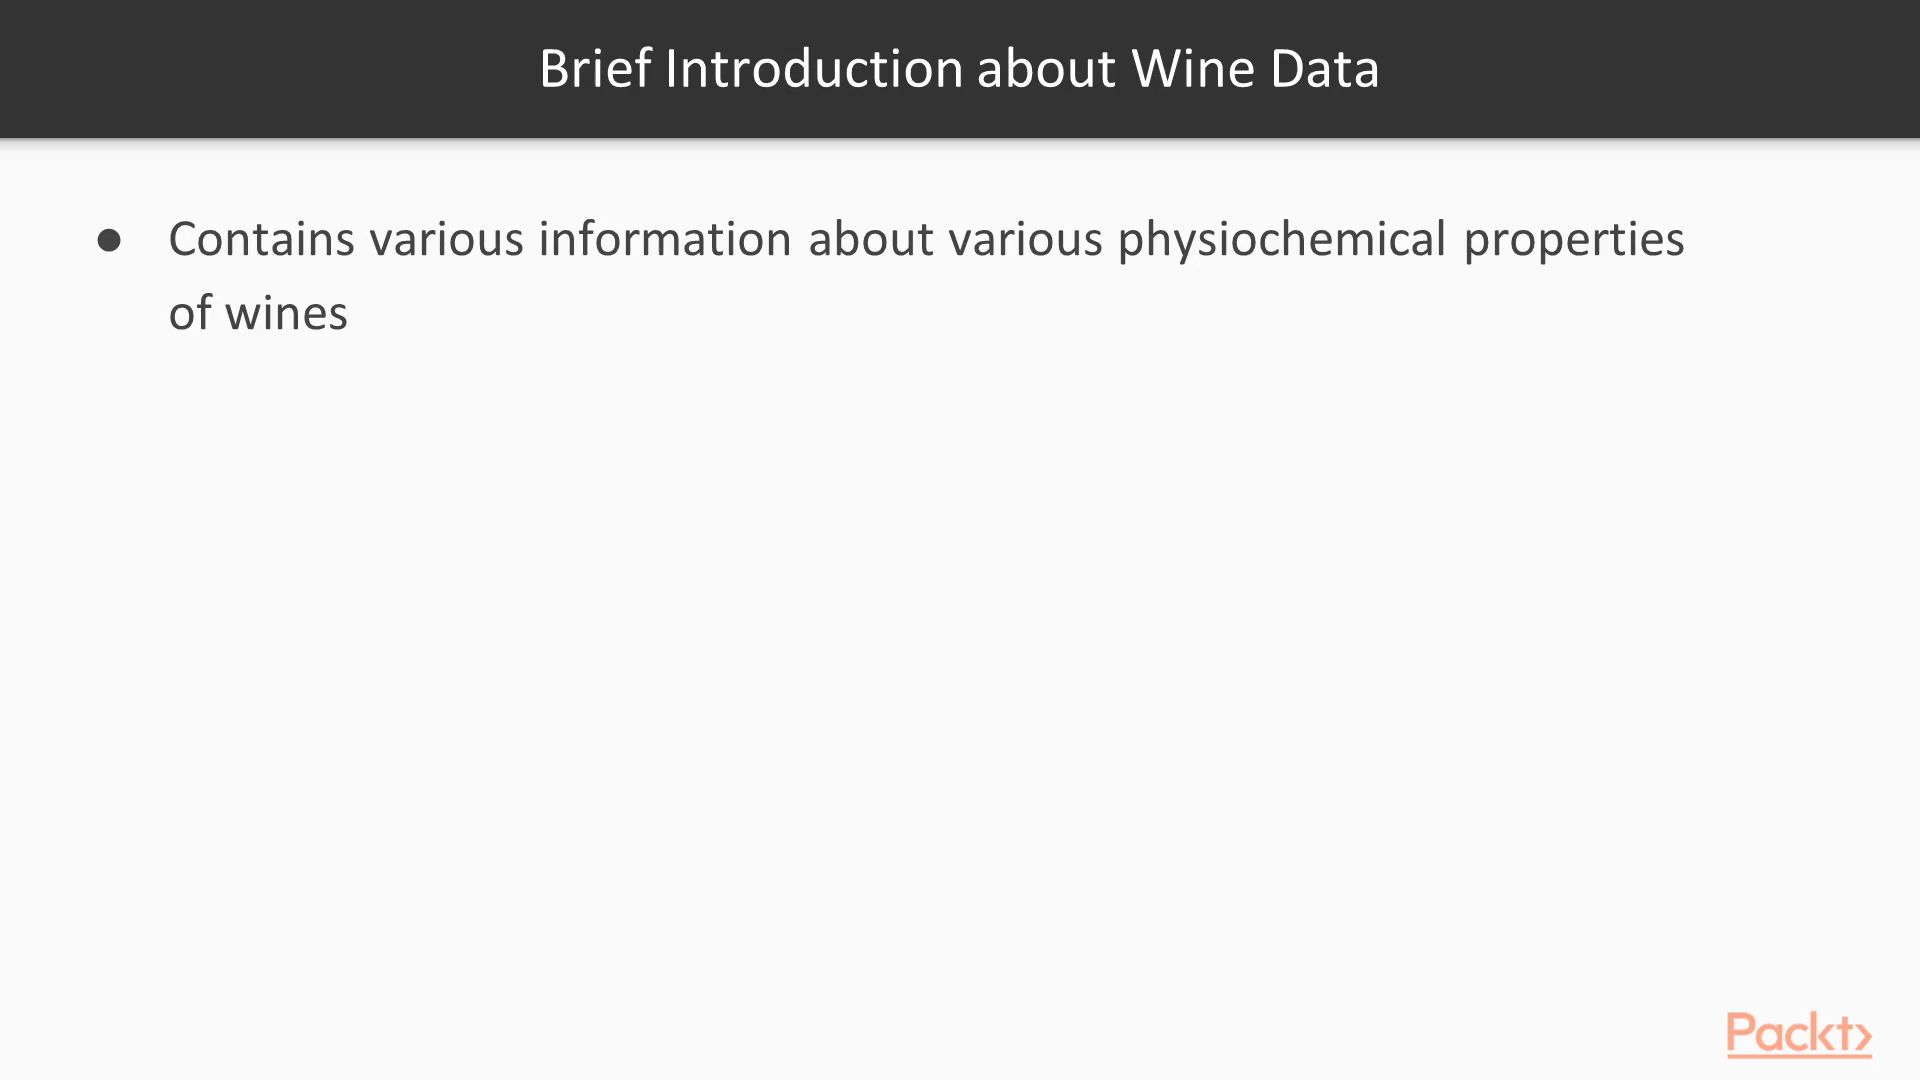 Brief Introduction about Wine Data
● Contains various information about various physiochemical properties
of wines
Packt>